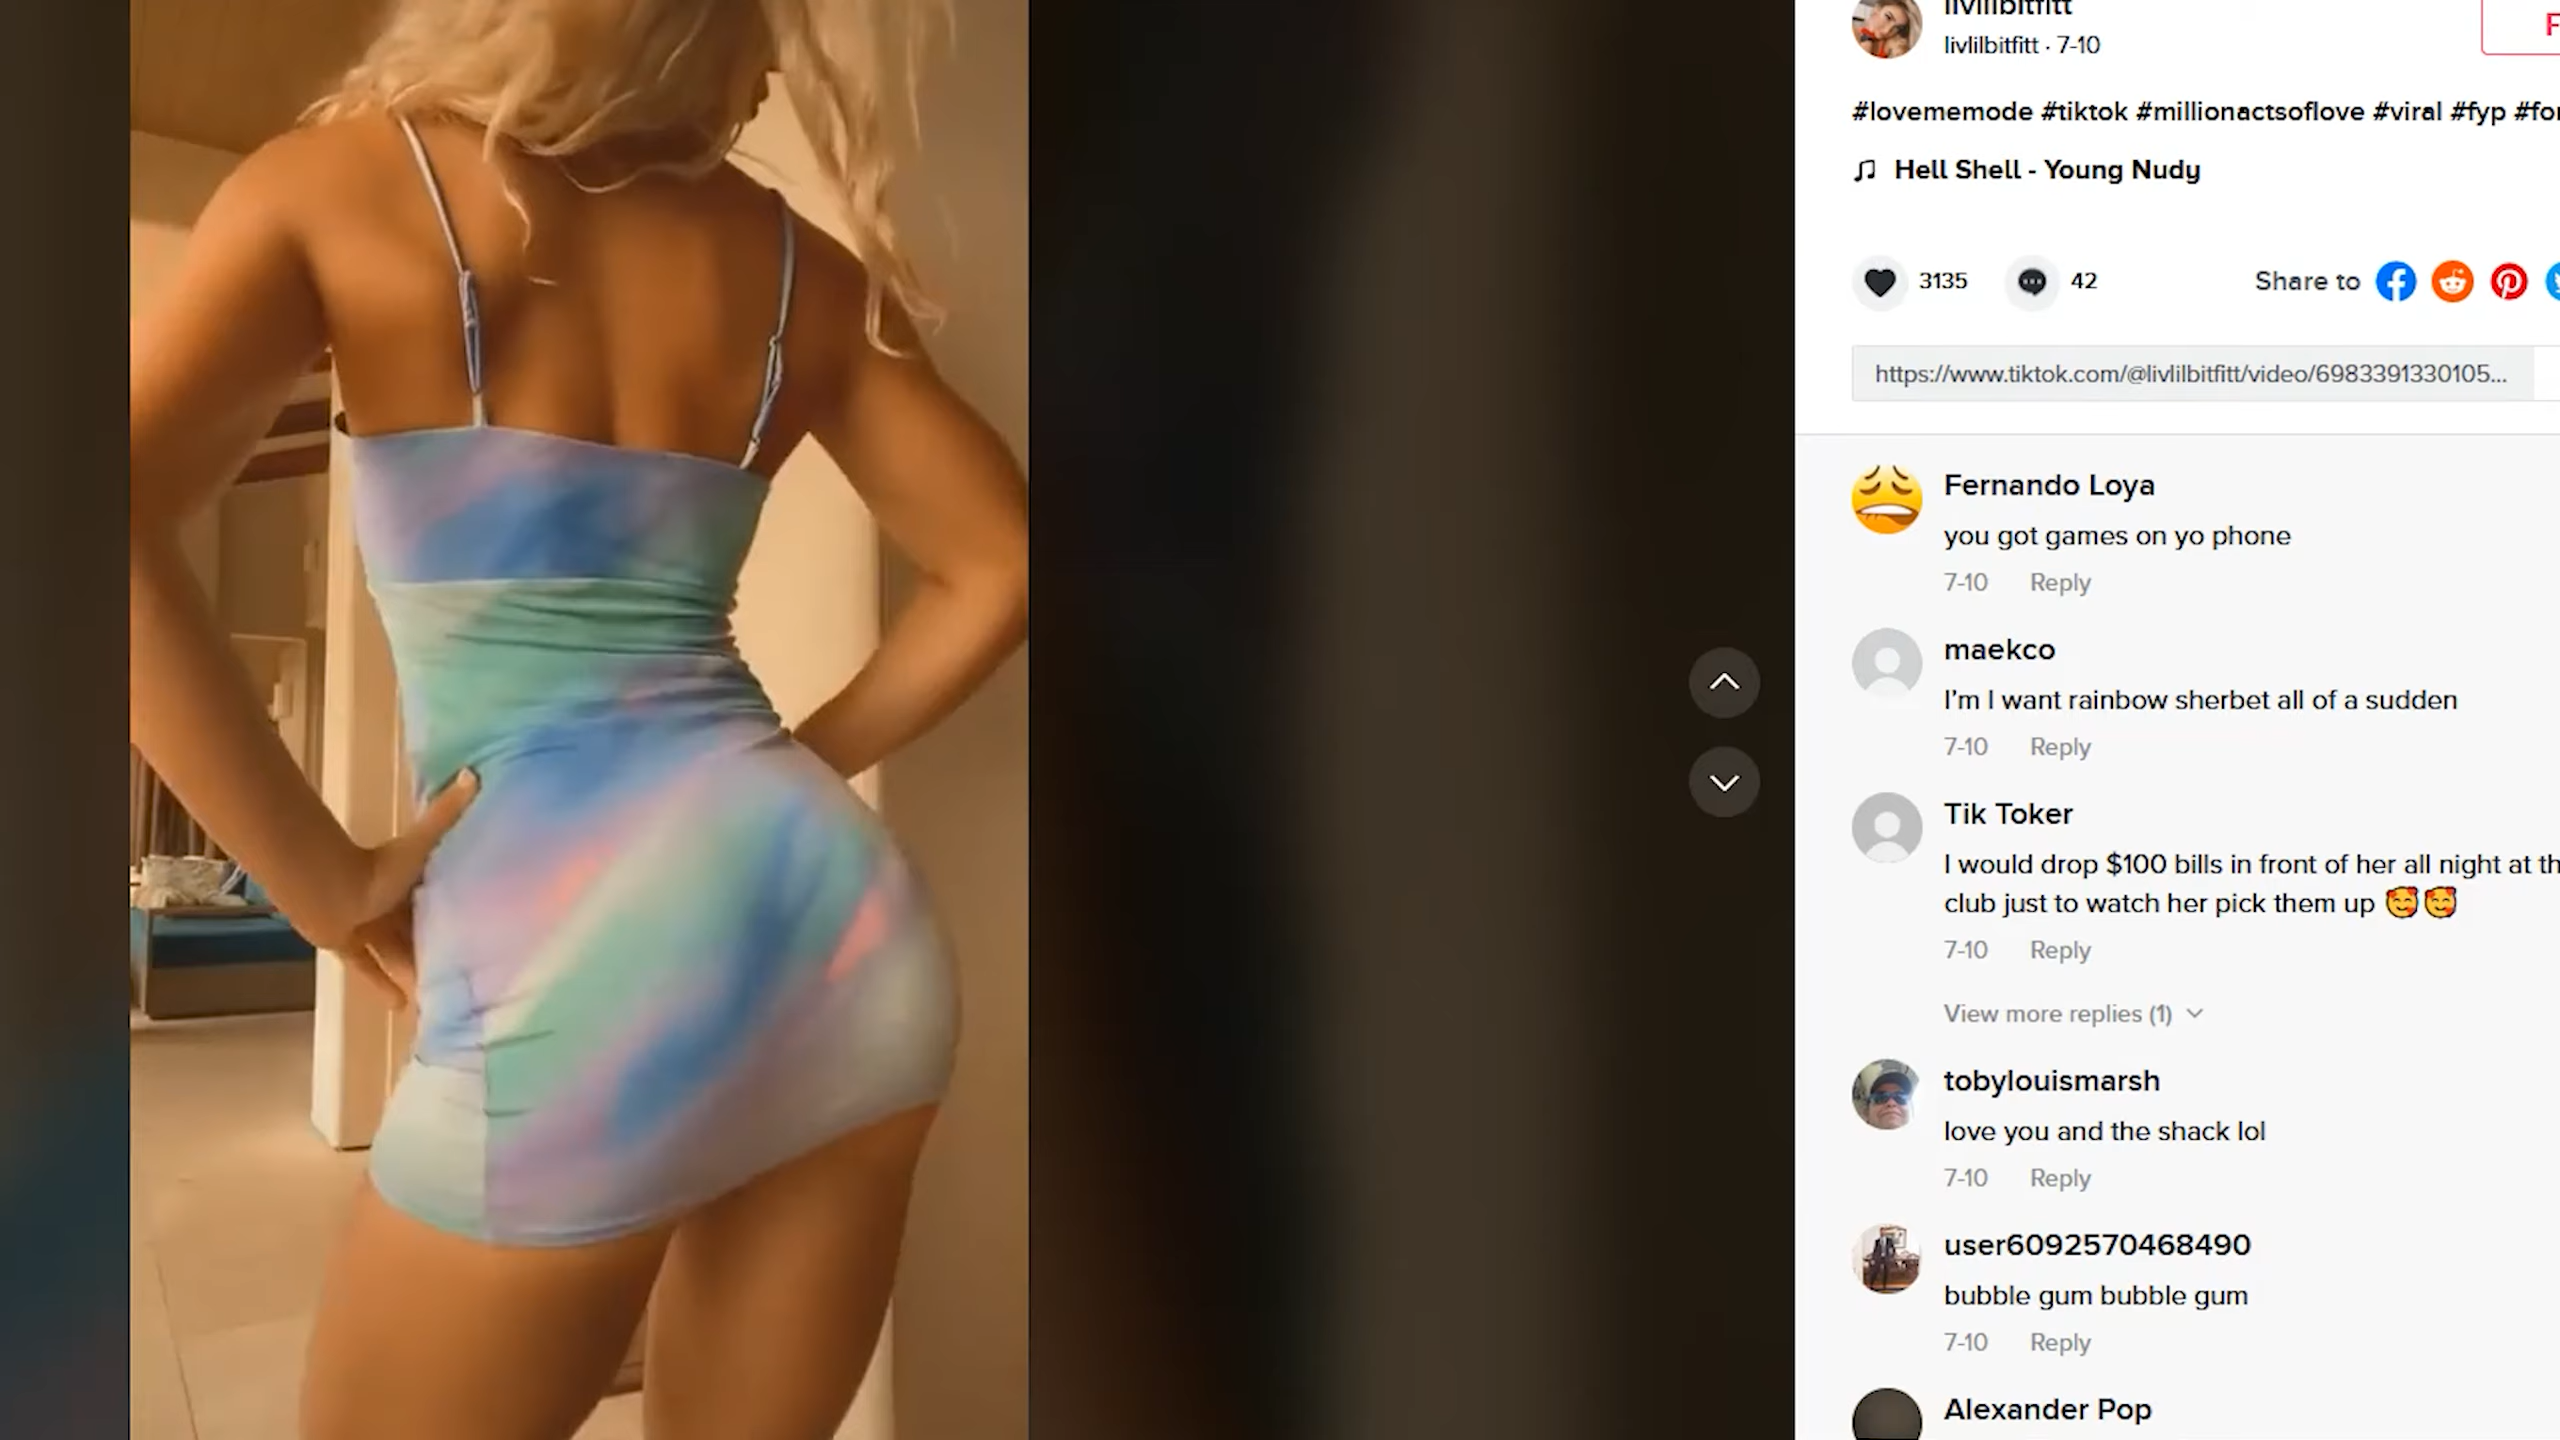 livlilbitfitt
livlilbitfitt · 7-10
#lovememode #tiktok #millionactsoflove #viral #fyp
Hell Shell - Young Nudy
3135
42
Share to
https://www.tiktok.com/@livlilbitfitt/video/6983391330105...
Fernando Loya
you got games on yo phone
7-10 Reply
maekco
I'm I want rainbow sherbet all of a sudden
7-10 Reply
Tik Toker
I would drop $100 bills in front of her all night at
club just to watch her pick them up 🥰🥰
7-10 Reply
View more replies (1)
tobylouismarsh
love you and the shack lol
7-10 Reply
user6092570468490
bubble gum bubble gum
7-10 Reply
Alexander Pop